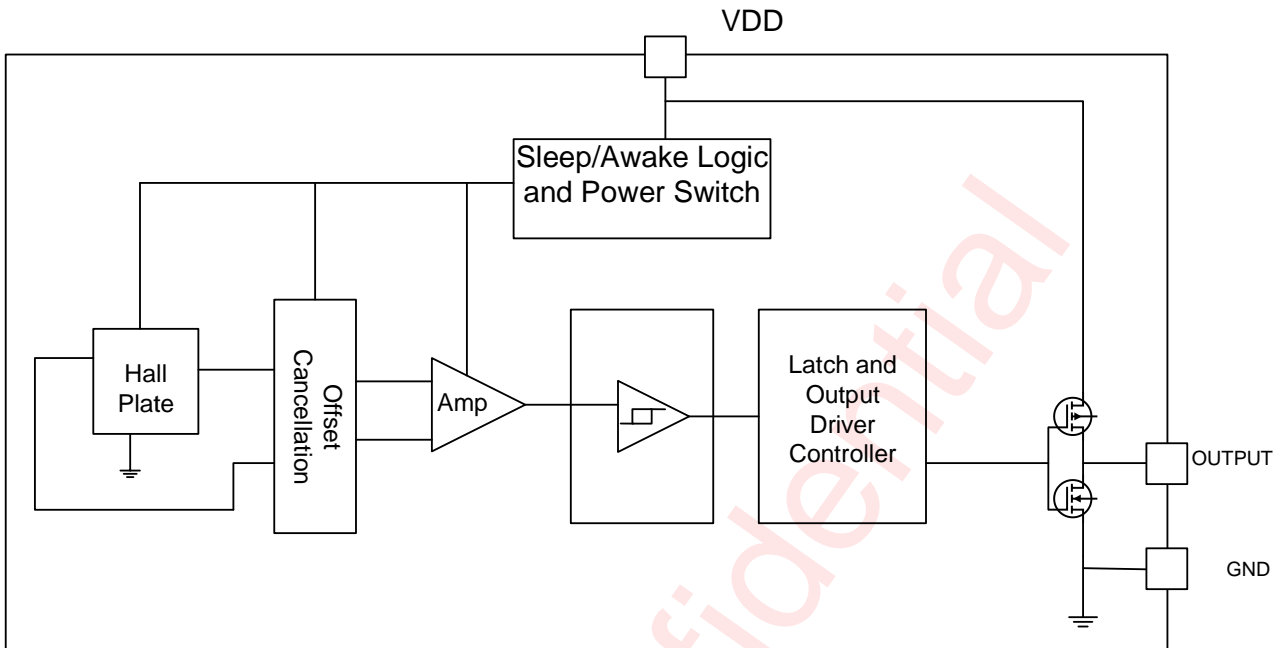 VDD
Sleep/Awake Logic
and Power Switch
Hall
Plate
Offset
Cancellation
Amp
Latch and
Output
Driver
Controller
OUTPUT
GND
fidential